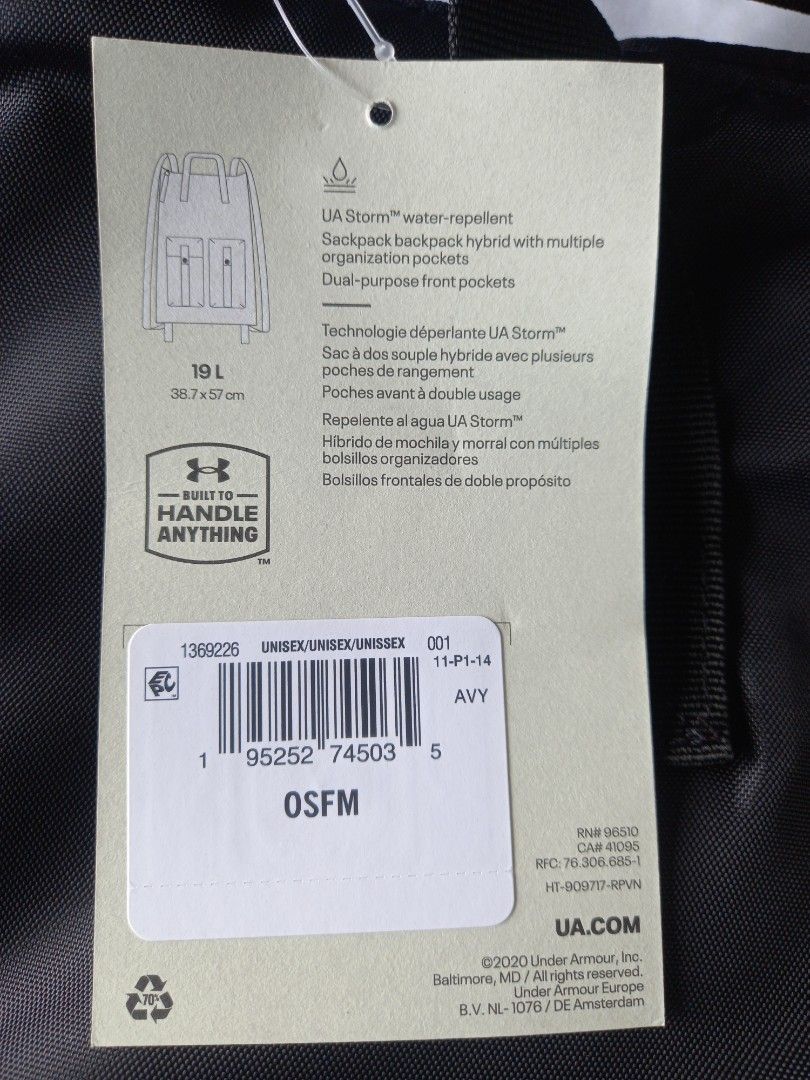 UA Storm™ water-repellent
Sackpack backpack hybrid with multiple
organization pockets
Dual-purpose front pockets
Technologie déperlante UA Storm™
Sac à dos souple hybride avec plusieurs
poches de rangement
Poches avant à double usage
Repelente al agua UA Storm™
Híbrido de mochila y morral con múltiples
bolsillos organizadores
Bolsillos frontales de doble propósito
19 L
38.7 x 57 cm
BUILT TO
HANDLE
ANYTHING
™
1369226 UNISEX/UNISEX/UNISSEX 001
11-P1-14
EPC
AVY
1 95252 74503 5
OSFM
RN# 96510
CA# 41095
RFC: 76.306.685-1
HT-909717-RPVN
UA.COM
©2020 Under Armour, Inc.
Baltimore, MD / All rights reserved.
Under Armour Europe
B.V. NL- 1076 / DE Amsterdam
70%